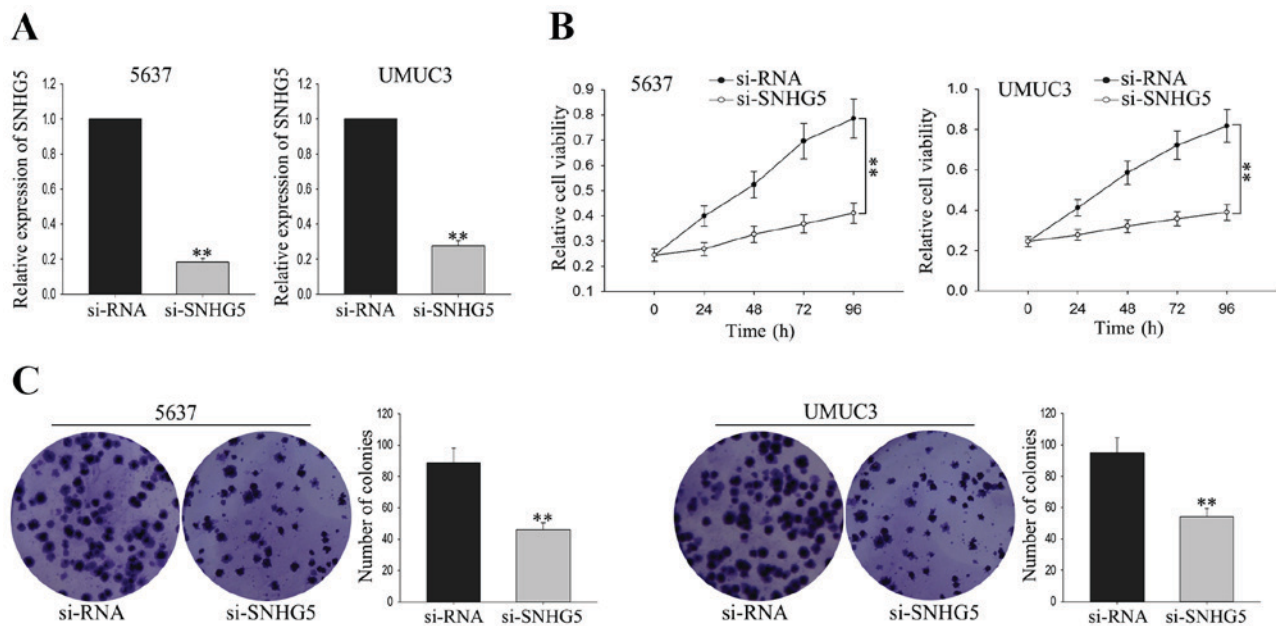 A
5637
Relative expression of SNHG5
1.2
1.0
0.8
0.6
0.4
0.2
0.0
**
si-RNA si-SNHG5
UMUC3
Relative expression of SNHG5
1.2
1.0
0.8
0.6
0.4
0.2
0.0
**
si-RNA si-SNHG5
B
5637
si-RNA
si-SNHG5
Relative cell viability
0.9
0.8
0.7
0.6
0.5
0.4
0.3
0.2
0.1
**
0 24 48 72 96
Time (h)
UMUC3
si-RNA
si-SNHG5
Relative cell viability
1.0
0.8
0.6
0.4
0.2
0.0
**
0 24 48 72 96
Time (h)
C
5637
si-RNA si-SNHG5
Number of colonies
120
100
80
60
40
20
0
**
si-RNA si-SNHG5
UMUC3
si-RNA si-SNHG5
Number of colonies
120
100
80
60
40
20
0
**
si-RNA si-SNHG5